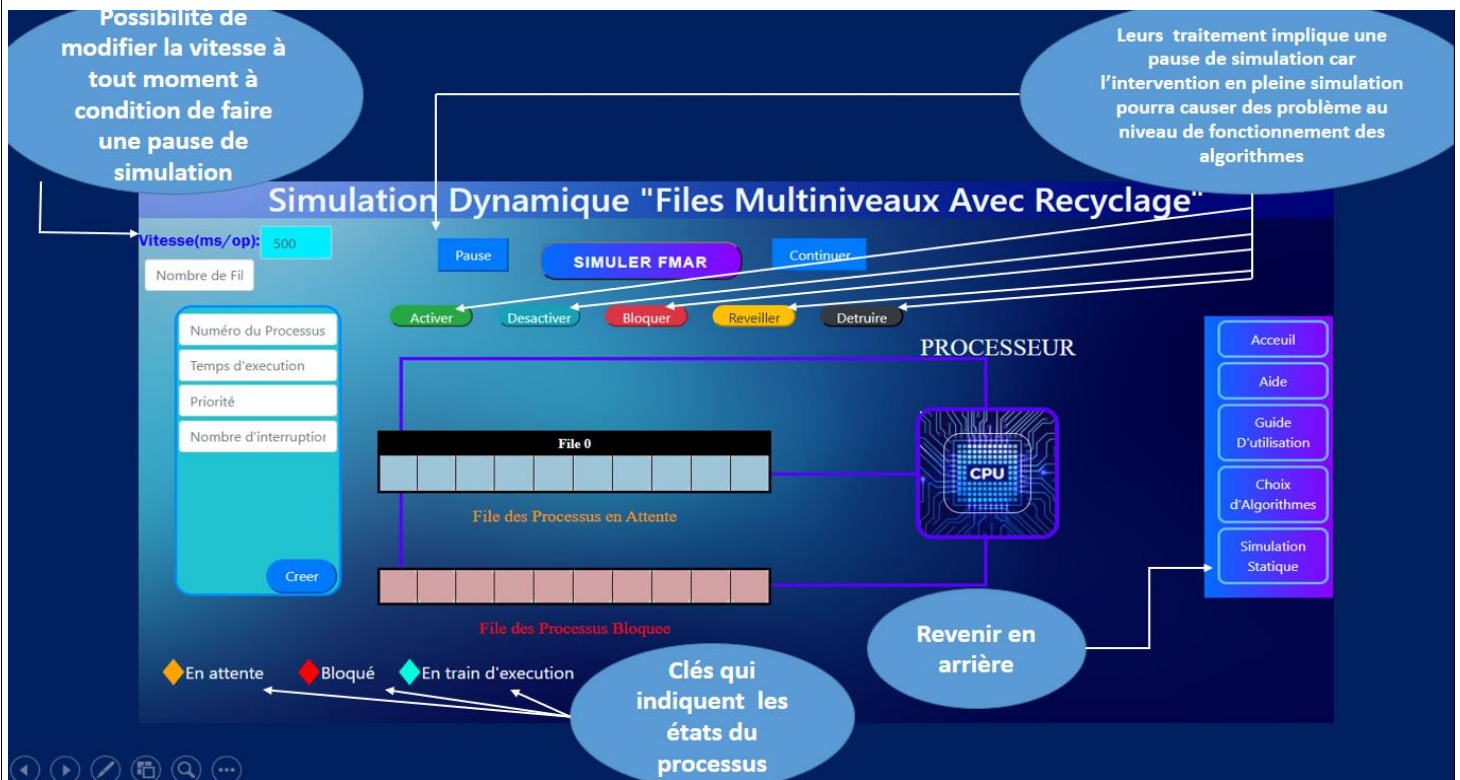 Possibilité de
modifier la vitesse à
tout moment à
condition de faire
une pause de
simulation
Leurs traitement implique une
pause de simulation car
l'intervention en pleine simulation
pourra causer des problème au
niveau de fonctionnement des
algorithmes
Simulation Dynamique "Files Multiniveaux Avec Recyclage"
Vitesse(ms/op): 500
Nombre de Fil
Pause
SIMULER FMAR
Continuer
Activer
Desactiver
Bloquer
Reveiller
Detruire
Numéro du Processus
Temps d'execution
Priorité
Nombre d'interruption
Creer
PROCESSEUR
CPU
File 0
File des Processus en Attente
File des Processus Bloquee
Acceuil
Aide
Guide
D'utilisation
Choix
d'Algorithmes
Simulation
Statique
Revenir en
arrière
En attente
Bloqué
En train d'execution
Clés qui
indiquent les
états du
processus